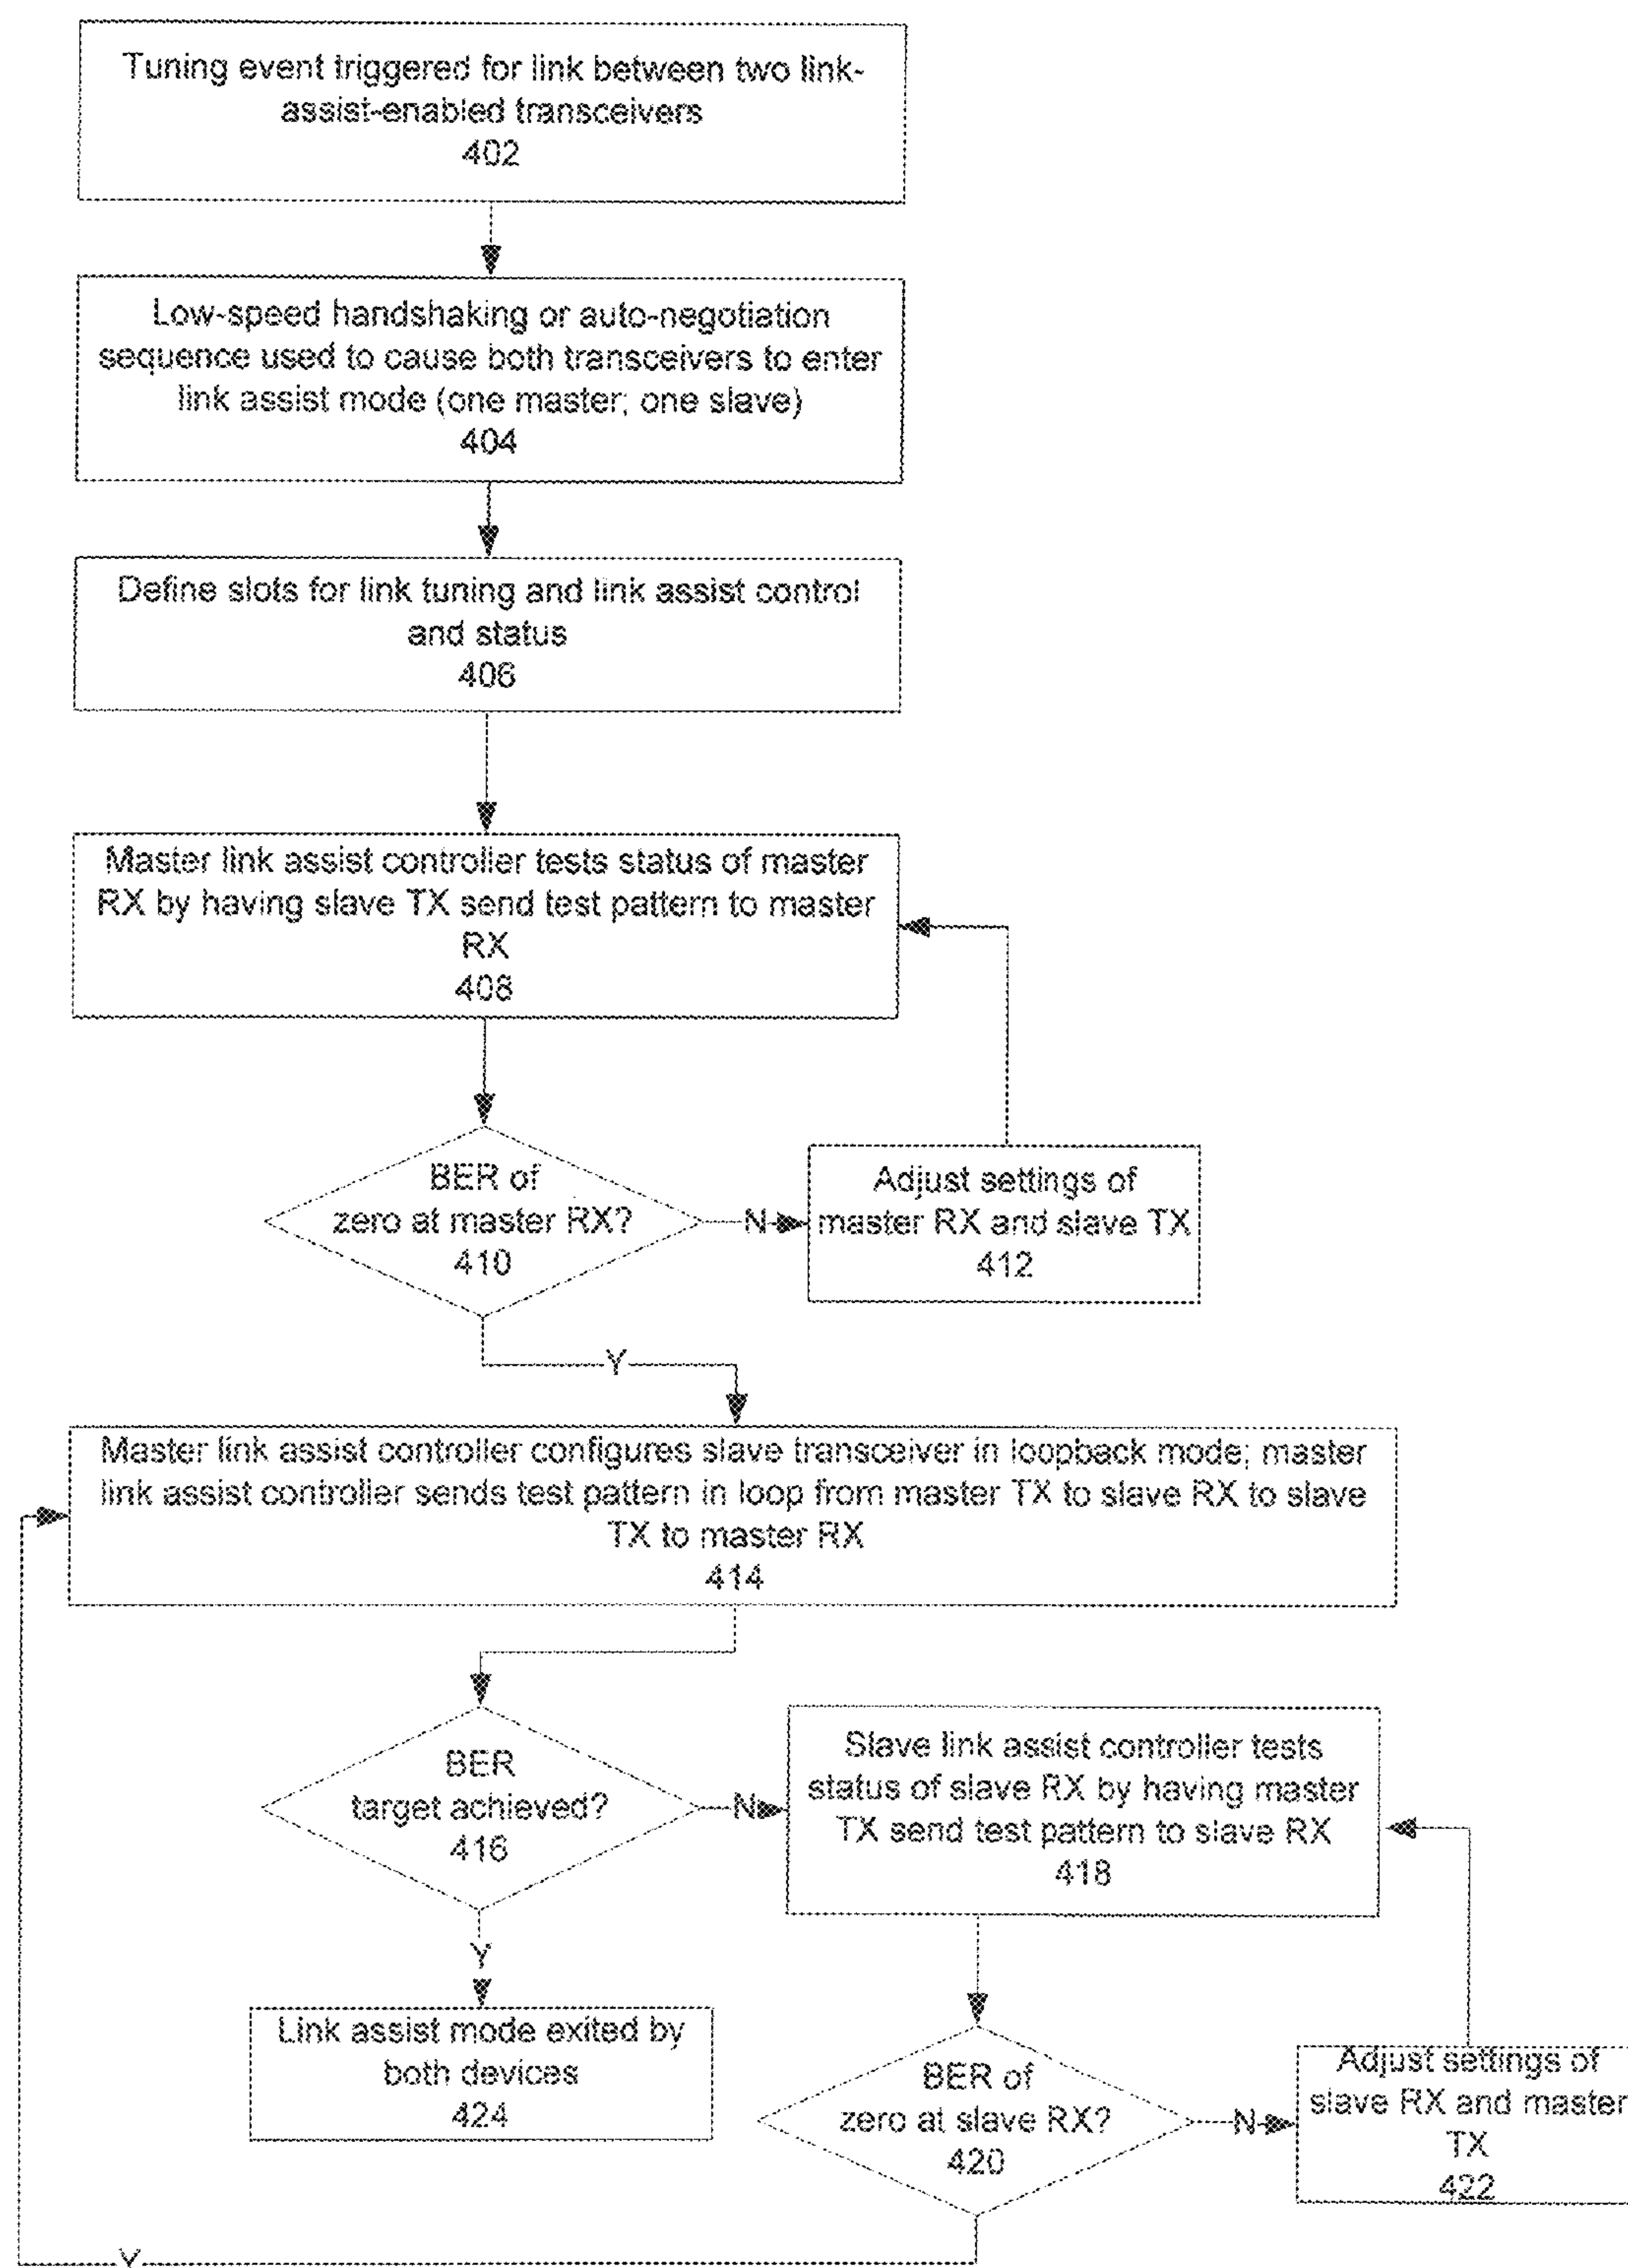 Tuning event triggered for link between two link-
assist-enabled transceivers
402
Low-speed handshaking or auto-negotiation
sequence used to cause both transceivers to enter
link assist mode (one master; one slave)
404
Define slots for link tuning and link assist control
and status
406
Master link assist controller tests status of master
RX by having slave TX send test pattern to master
RX
408
BER of
zero at master RX?
410
N
Adjust settings of
master RX and slave TX
412
Y
Master link assist controller configures slave transceiver in loopback mode; master
link assist controller sends test pattern in loop from master TX to slave RX to slave
TX to master RX
414
BER
target achieved?
416
N
Slave link assist controller tests
status of slave RX by having master
TX send test pattern to slave RX
418
Y
Link assist mode exited by
both devices
424
BER of
zero at slave RX?
420
N
Adjust settings of
slave RX and master
TX
422
Y